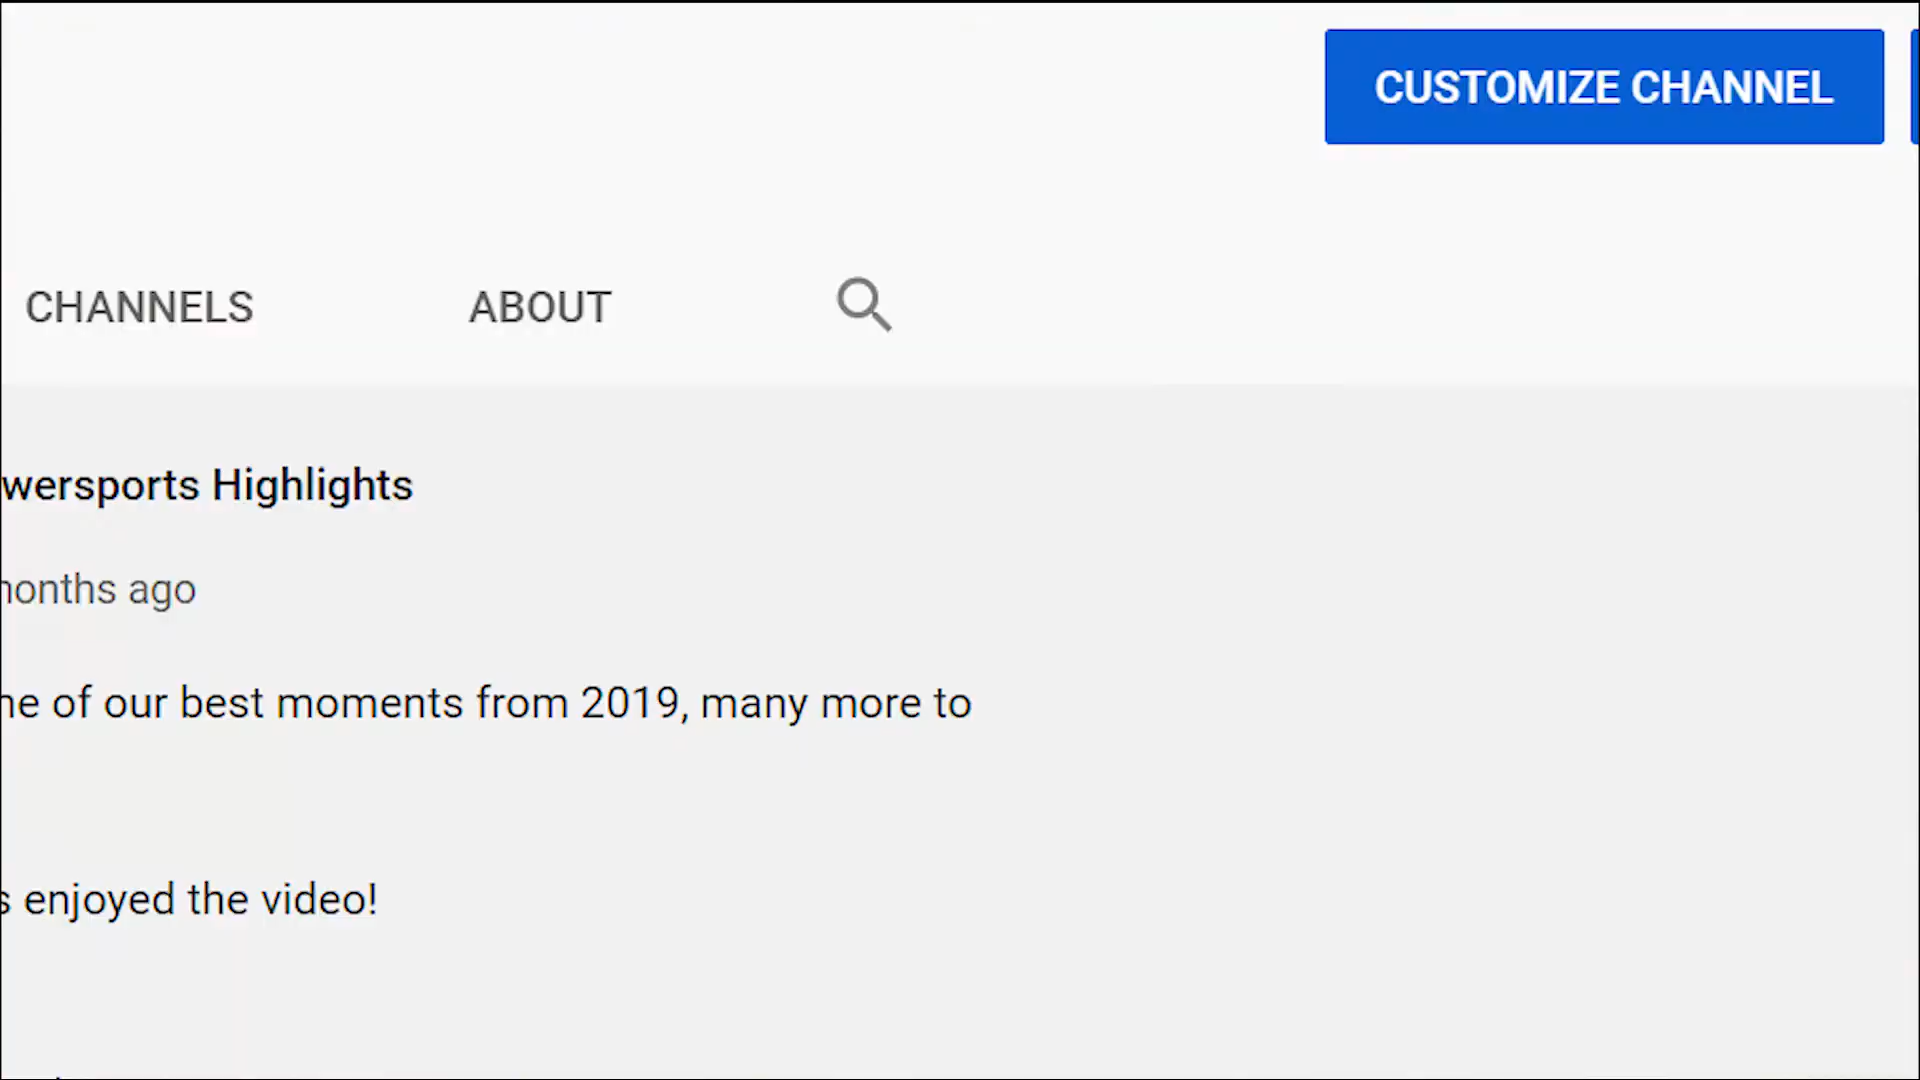 CUSTOMIZE CHANNEL
CHANNELS ABOUT
wersports Highlights
months ago
of our best moments from 2019, many more to
enjoyed the video!